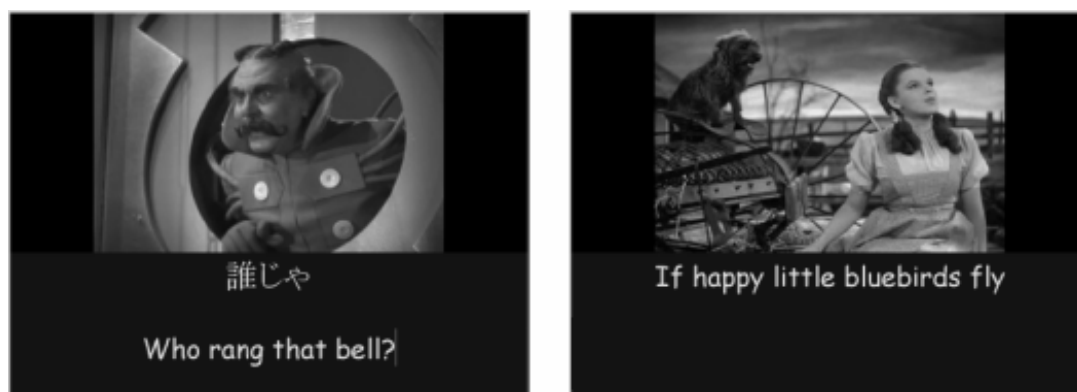 誰じゃ
Who rang that bell?
If happy little bluebirds fly